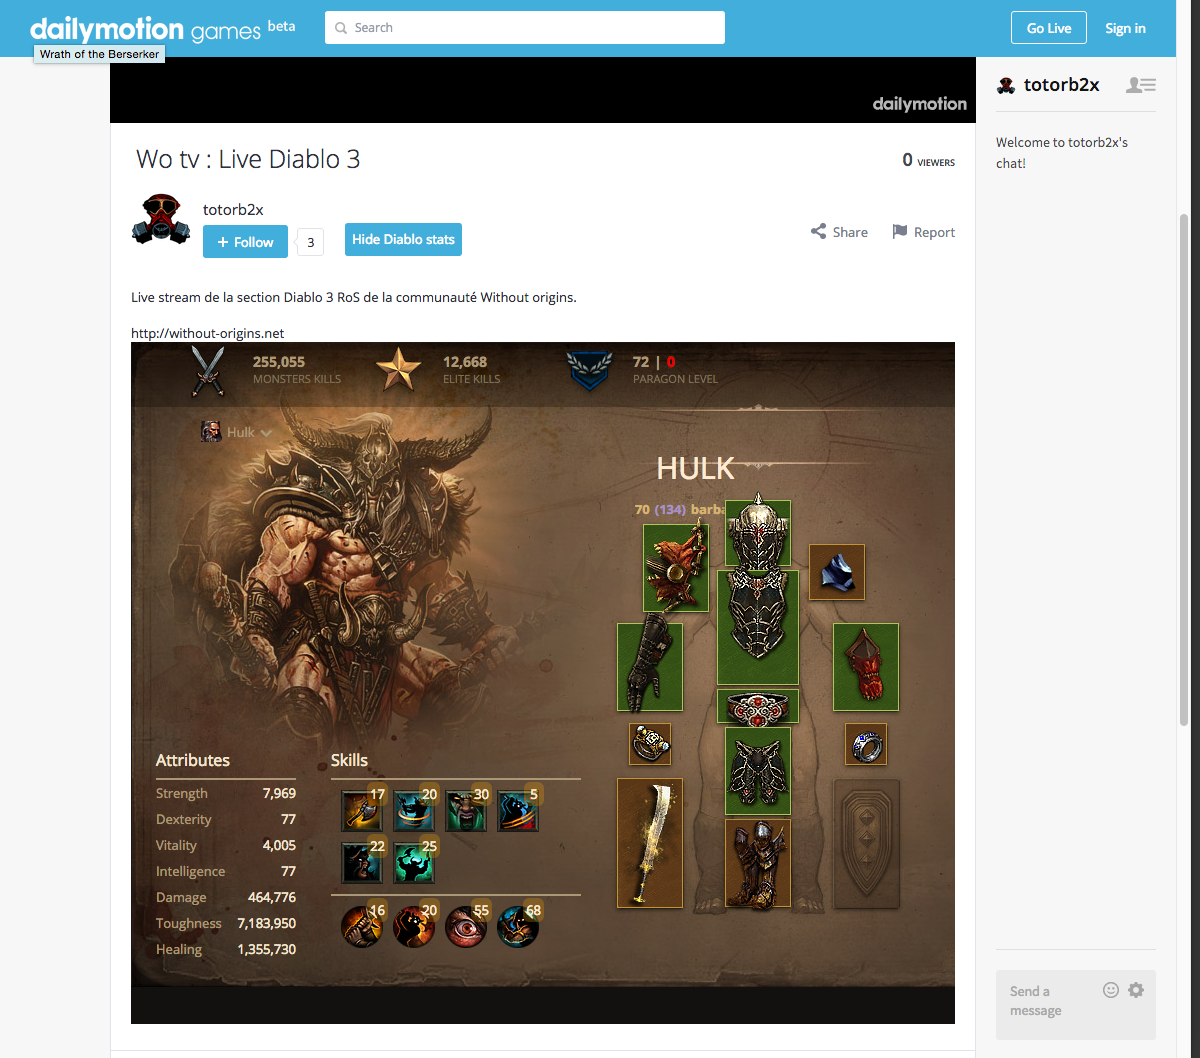 dailymotion games beta
Search
Go Live
Sign in
Wrath of the Berserker
dailymotion
totorb2x
Welcome to totorb2x's
chat!
Wo tv : Live Diablo 3
0 VIEWERS
totorb2x
+ Follow
3
Hide Diablo stats
Share
Report
Live stream de la section Diablo 3 RoS de la communauté Without origins.
http://without-origins.net
255,055
MONSTERS KILLS
12,668
ELITE KILLS
72 | 0
PARAGON LEVEL
Hulk
HULK
70 (134) barba
Attributes
Strength 7,969
Dexterity 77
Vitality 4,005
Intelligence 77
Damage 464,776
Toughness 7,183,950
Healing 1,355,730
Skills
17 20 30 5
22 25
16 20 55 68
Send a
message